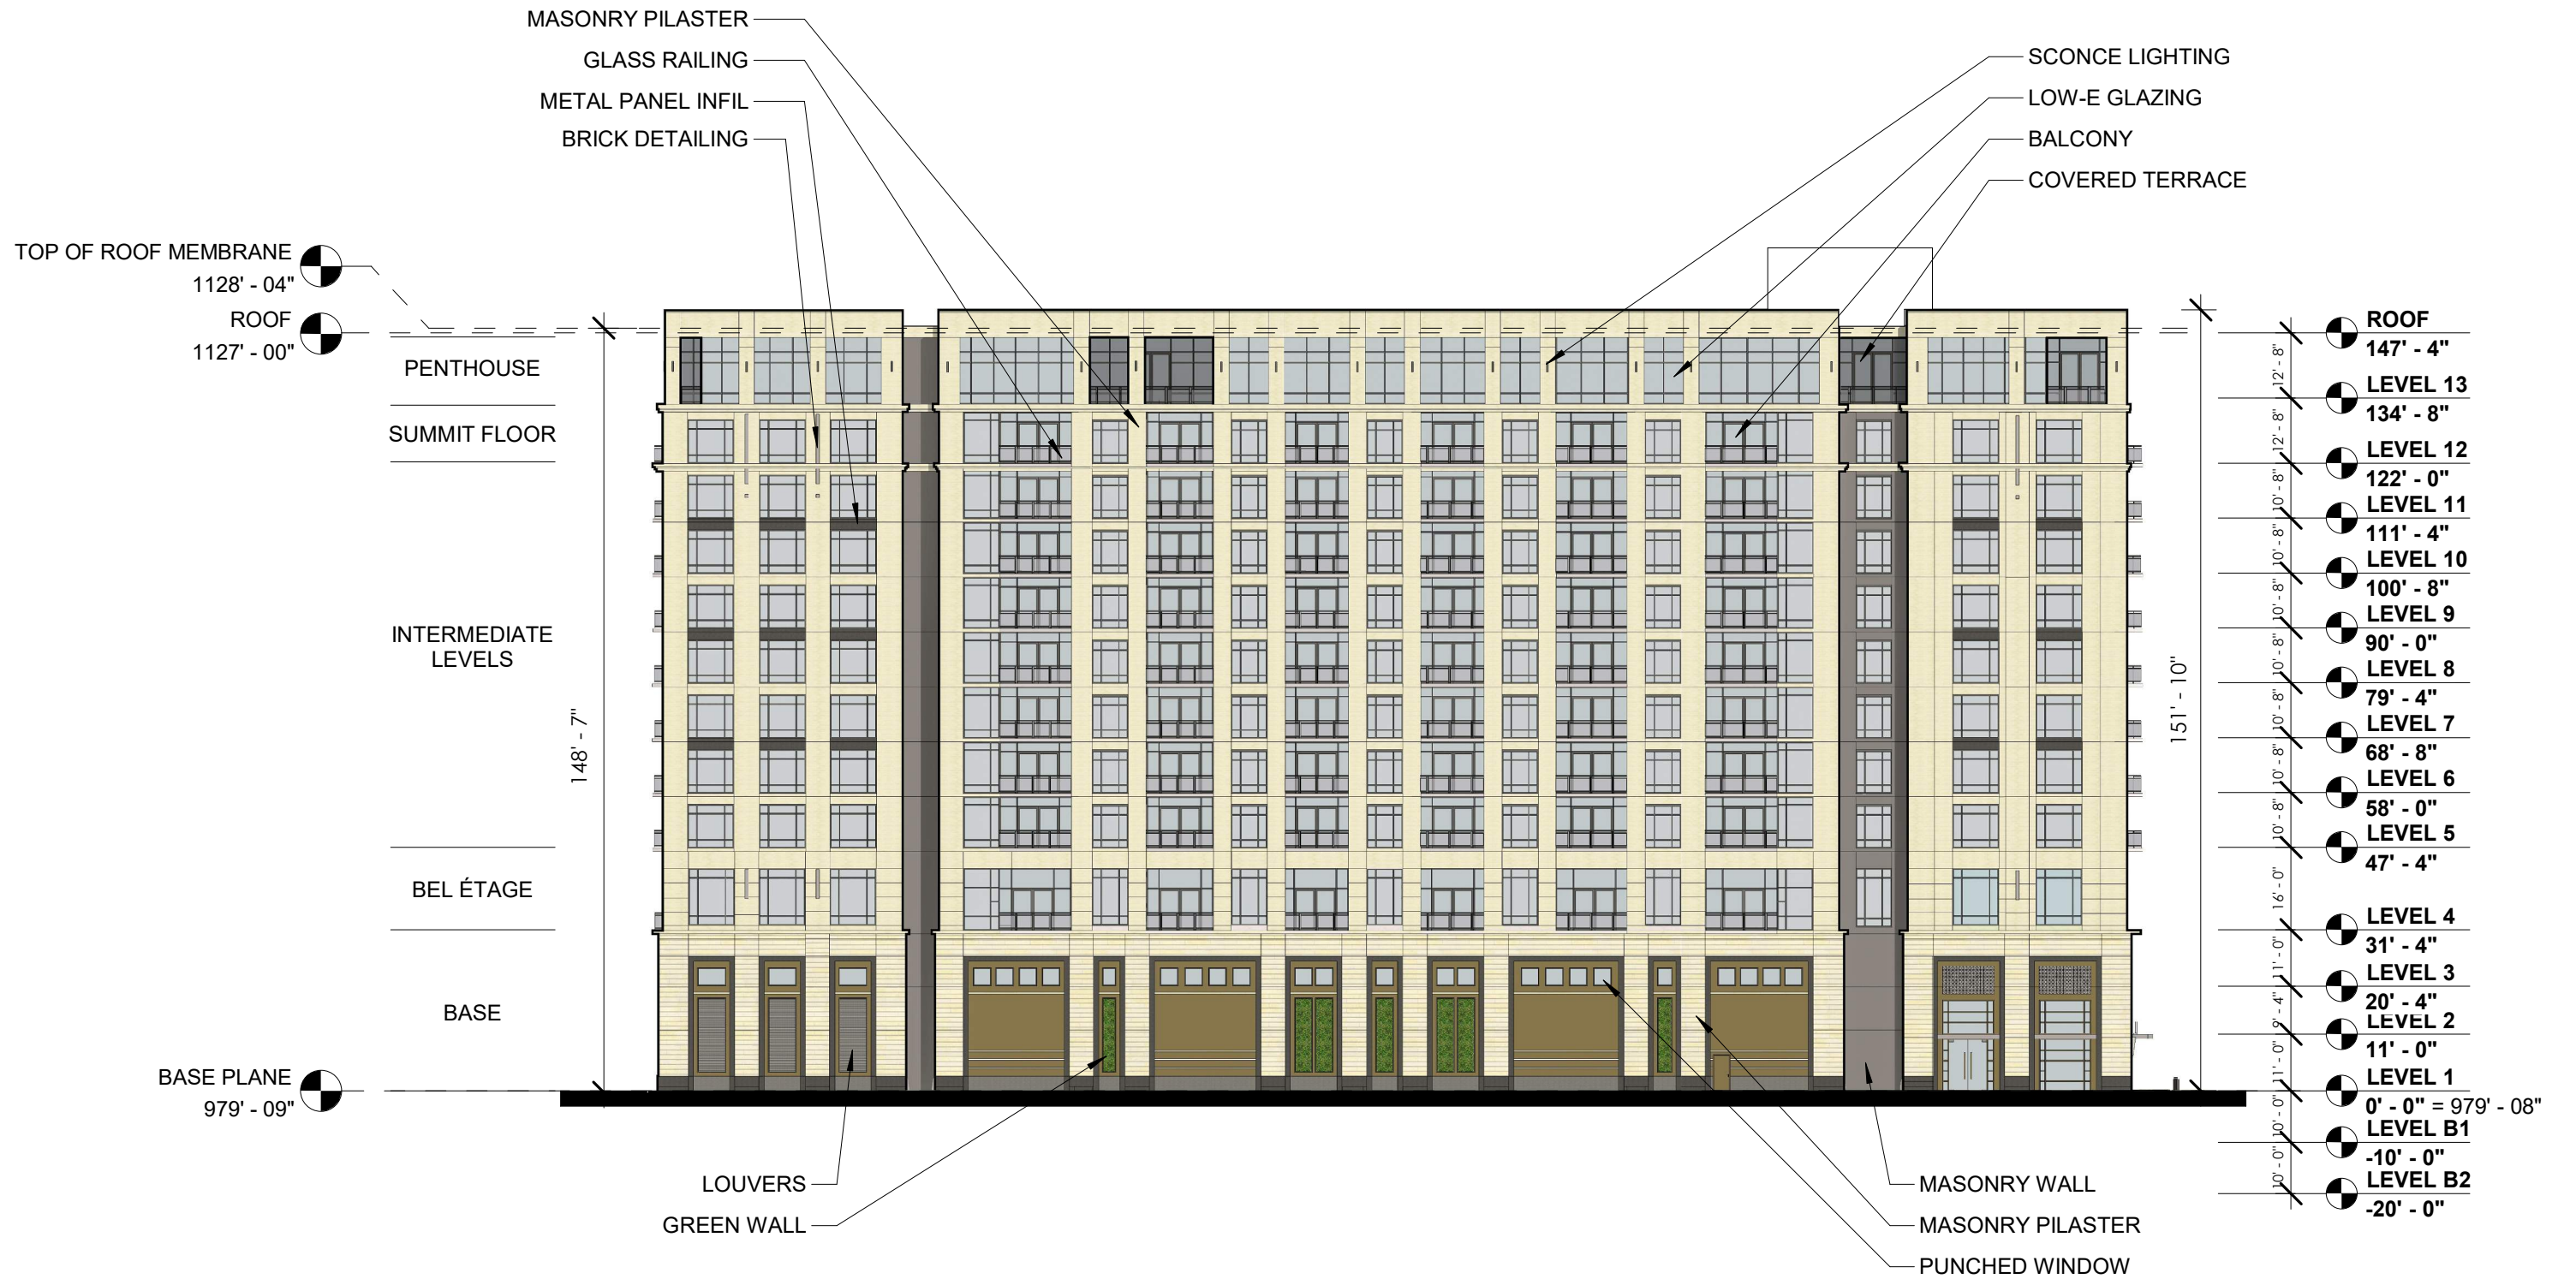 MASONRY PILASTER
GLASS RAILING
METAL PANEL INFIL
BRICK DETAILING
SCONCE LIGHTING
LOW-E GLAZING
BALCONY
COVERED TERRACE
TOP OF ROOF MEMBRANE
1128' - 04"
ROOF
1127' - 00"
PENTHOUSE
SUMMIT FLOOR
INTERMEDIATE
LEVELS
BEL ÉTAGE
BASE
BASE PLANE
979' - 09"
148' - 7"
151' - 10"
12' - 8"
12' - 8"
10' - 8"
10' - 8"
10' - 8"
10' - 8"
10' - 8"
10' - 8"
10' - 8"
16' - 0"
11' - 0"
9' - 4"
11' - 0"
10' - 0"
10' - 0"
ROOF
147' - 4"
LEVEL 13
134' - 8"
LEVEL 12
122' - 0"
LEVEL 11
111' - 4"
LEVEL 10
100' - 8"
LEVEL 9
90' - 0"
LEVEL 8
79' - 4"
LEVEL 7
68' - 8"
LEVEL 6
58' - 0"
LEVEL 5
47' - 4"
LEVEL 4
31' - 4"
LEVEL 3
20' - 4"
LEVEL 2
11' - 0"
LEVEL 1
0' - 0" = 979' - 08"
LEVEL B1
-10' - 0"
LEVEL B2
-20' - 0"
LOUVERS
GREEN WALL
MASONRY WALL
MASONRY PILASTER
PUNCHED WINDOW